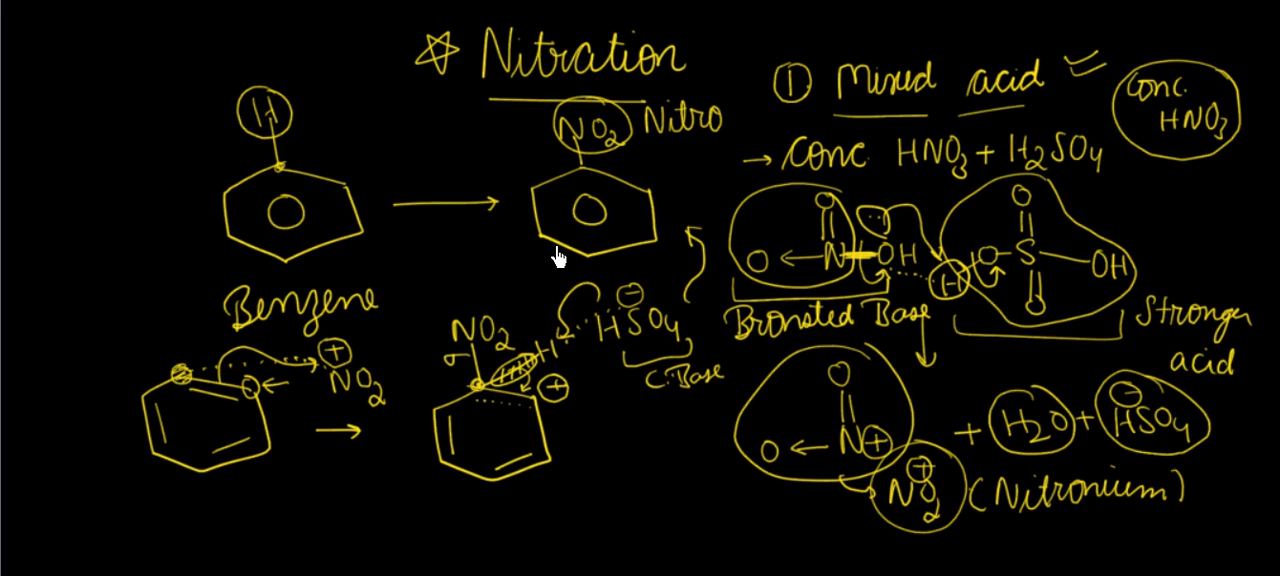 ☆ Nitration
① Mixed acid
Conc. HNO3
→ Conc HNO3 + H2SO4
H
NO2 Nitro
O
N
OH
O
H
O
O
S
OH
O
Bronsted Base
Stronger acid
Benzene
NO2 ⊕
NO2
H
⊕
HSO4 ⊖
C.Base
O
O ← N ⊕
+ H2O + HSO4 ⊖
NO2 ⊕ (Nitronium)